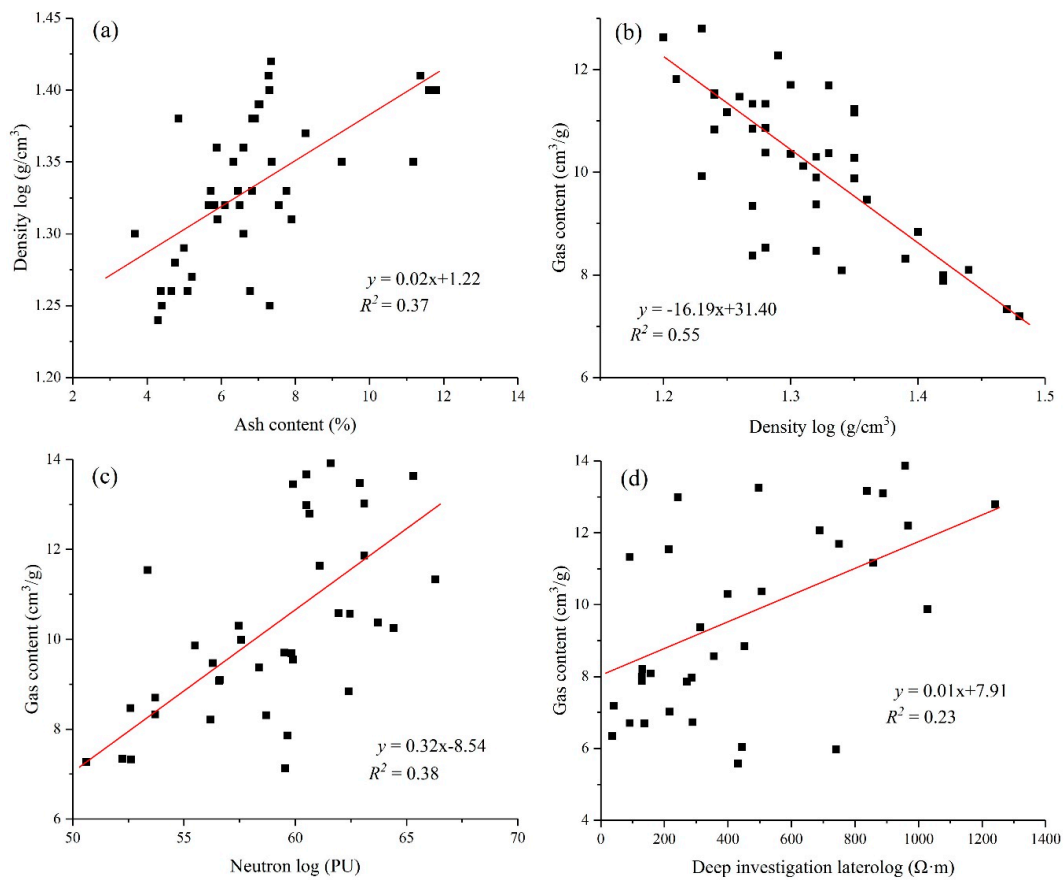 (a)
1.45
1.40
1.35
1.30
1.25
1.20
Density log (g/cm³)
y = 0.02x+1.22
R² = 0.37
2 4 6 8 10 12 14
Ash content (%)
(b)
13
12
10
8
6
4
Gas content (cm³/g)
y = -16.19x+31.40
R² = 0.55
1.2 1.3 1.4 1.5
Density log (g/cm³)
(c)
14
12
10
8
6
Gas content (cm³/g)
y = 0.32x-8.54
R² = 0.38
50 55 60 65 70
Neutron log (PU)
(d)
14
12
10
8
6
4
Gas content (cm³/g)
y = 0.01x+7.91
R² = 0.23
0 200 400 600 800 1000 1200 1400
Deep investigation laterolog (Ω·m)